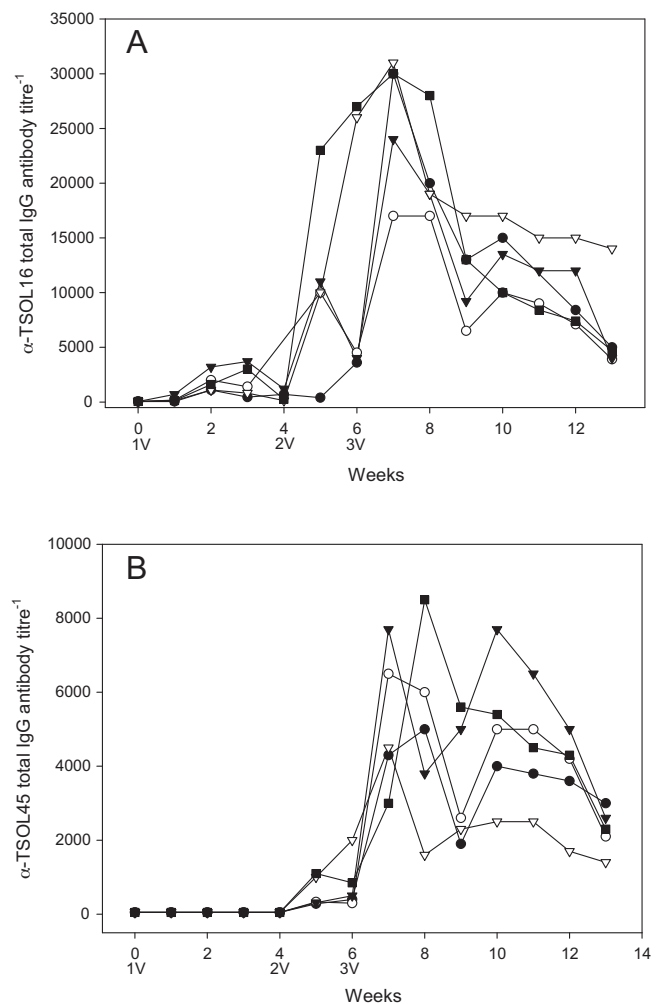 A
α-TSOL16 total IgG antibody titre-1
35000
30000
25000
20000
15000
10000
5000
0
0 2 4 6 8 10 12
1V 2V 3V
Weeks
B
α-TSOL45 total IgG antibody titre-1
10000
8000
6000
4000
2000
0
0 2 4 6 8 10 12 14
1V 2V 3V
Weeks